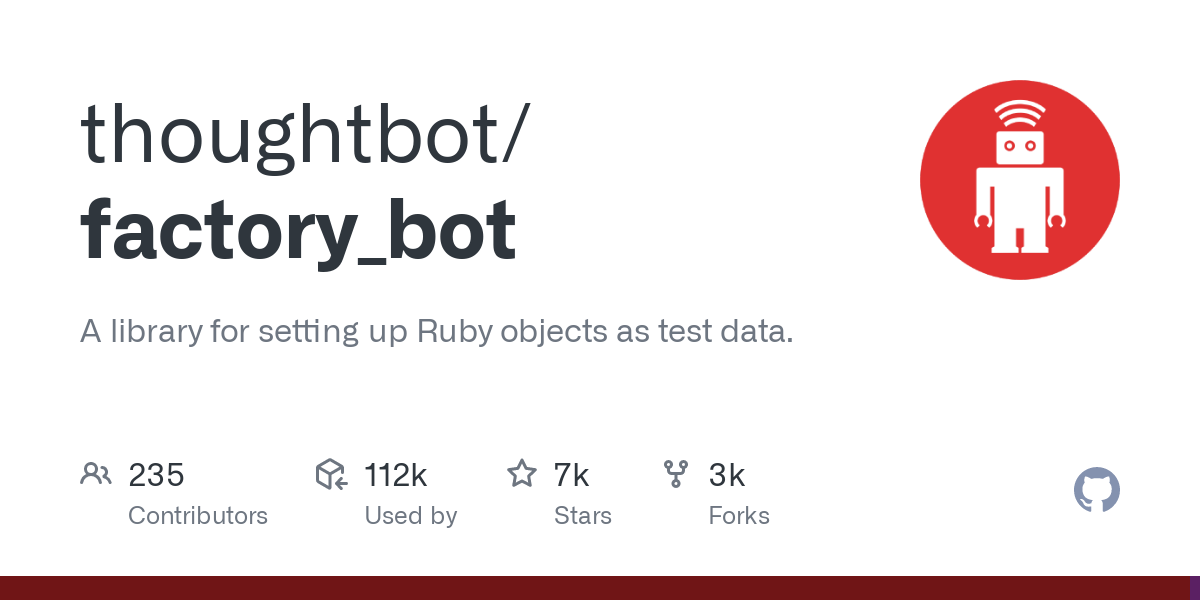 thoughtbot/
factory_bot
A library for setting up Ruby objects as test data.
235 112k 7k 3k
Contributors Used by Stars Forks